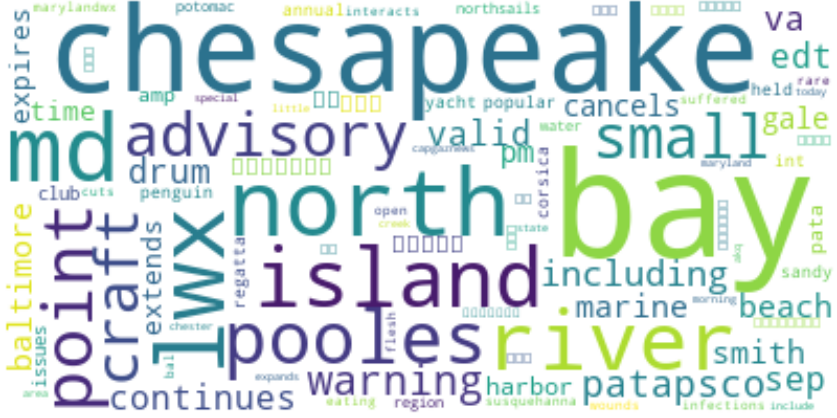 marylandwx
potomac
annual
interacts
northsails
expires
chesapeake
va
edt
held
rare
today
time
amp
special
little
yacht
popular
cancels
suffered
gale
md
advisory
valid
water
small
capgaznews
pm
maryland
int
drum
club
cuts
penguin
north
open
creek
corsica
bay
state
pata
baltimore
point
craft
extends
lwx
regatta
island
including
akq
sandy
marine
morning
beach
issues
chester
pooles
flesh
river
smith
bal
area
continues
expands
warning
eating
region
harbor
susquehanna
patapsco
wounds
infections
sep
include